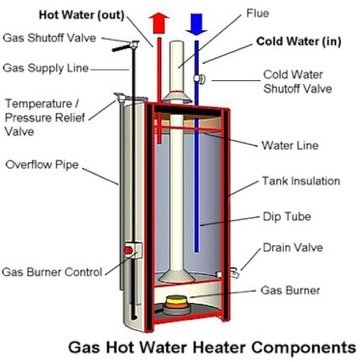 Hot Water (out)
Flue
Gas Shutoff Valve
Cold Water (in)
Gas Supply Line
Cold Water
Shutoff Valve
Temperature /
Pressure Relief
Valve
Water Line
Overflow Pipe
Tank Insulation
Dip Tube
Drain Valve
Gas Burner Control
Gas Burner
Gas Hot Water Heater Components